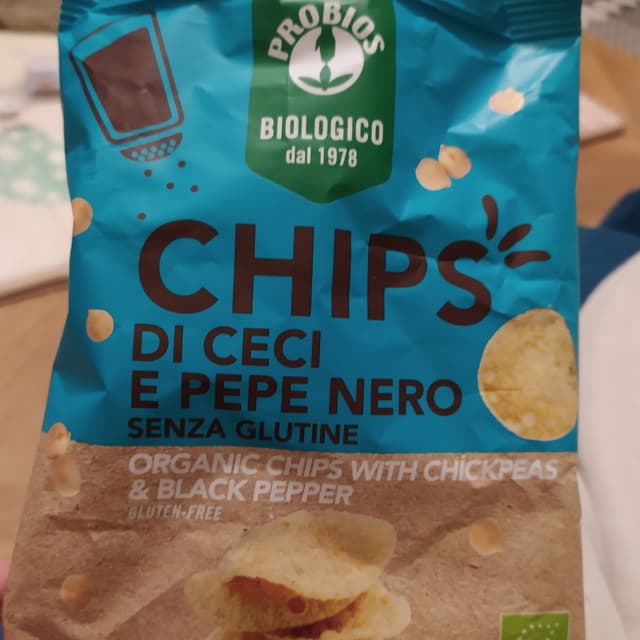 PROBIOS
BIOLOGICO
dal 1978
CHIPS
DI CECI
E PEPE NERO
SENZA GLUTINE
ORGANIC CHIPS WITH CHICKPEAS
& BLACK PEPPER
GLUTEN-FREE